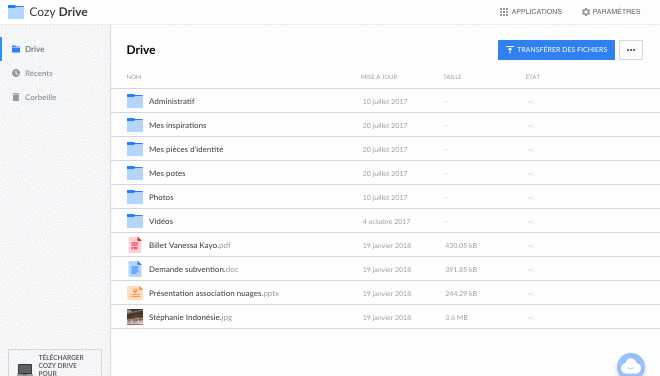 Cozy Drive
APPLICATIONS
PARAMÈTRES
Drive
Récents
Corbeille
Drive
TRANSFÉRER DES FICHIERS
NOM MISE À JOUR TAILLE ÉTAT
Administratif 10 juillet 2017 - —
Mes inspirations 20 juillet 2017 - —
Mes pièces d'identité 20 juillet 2017 - —
Mes potes 20 juillet 2017 - —
Photos 10 juillet 2017 - —
Vidéos 4 octobre 2017 - —
Billet Vanessa Kayo.pdf 19 janvier 2018 430.05 kB —
Demande subvention.doc 19 janvier 2018 391.85 kB —
Présentation association nuages.pptx 19 janvier 2018 244.29 kB —
Stéphanie Indonésie.jpg 19 janvier 2018 3.6 MB —
TÉLÉCHARGER
COZY DRIVE
POUR